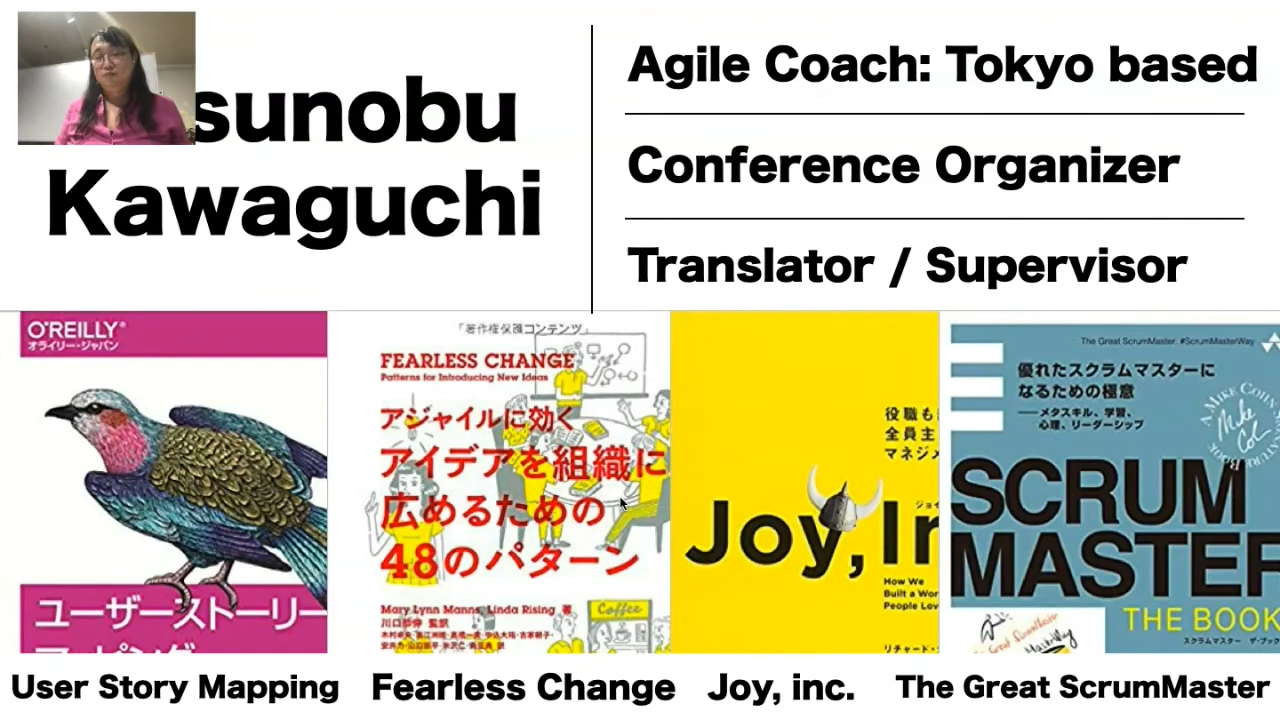 sunobu
Kawaguchi
Agile Coach: Tokyo based
Conference Organizer
Translator / Supervisor
O'REILLY®
オライリー・ジャパン
ユーザーストーリー
「著作権保護コンテンツ」
FEARLESS CHANGE
Patterns for Introducing New Ideas
アジャイルに効く
アイデアを組織に
広めるための
48のパターン
Mary Lynn Manns, Linda Rising 著
川口恭伸 監訳
Coffee
役職も
全員主
マネジメ
ジョイ
Joy, In
How We
Built a Wor
People Lov
リチャード・
The Great ScrumMaster: #ScrumMasterWay
優れたスクラムマスターに
なるための極意
――メタスキル、学習、
心理、リーダーシップ
SCRUM
MASTER
THE BOOK
スクラムマスター ザ・ブック
User Story Mapping
Fearless Change
Joy, inc.
The Great ScrumMaster